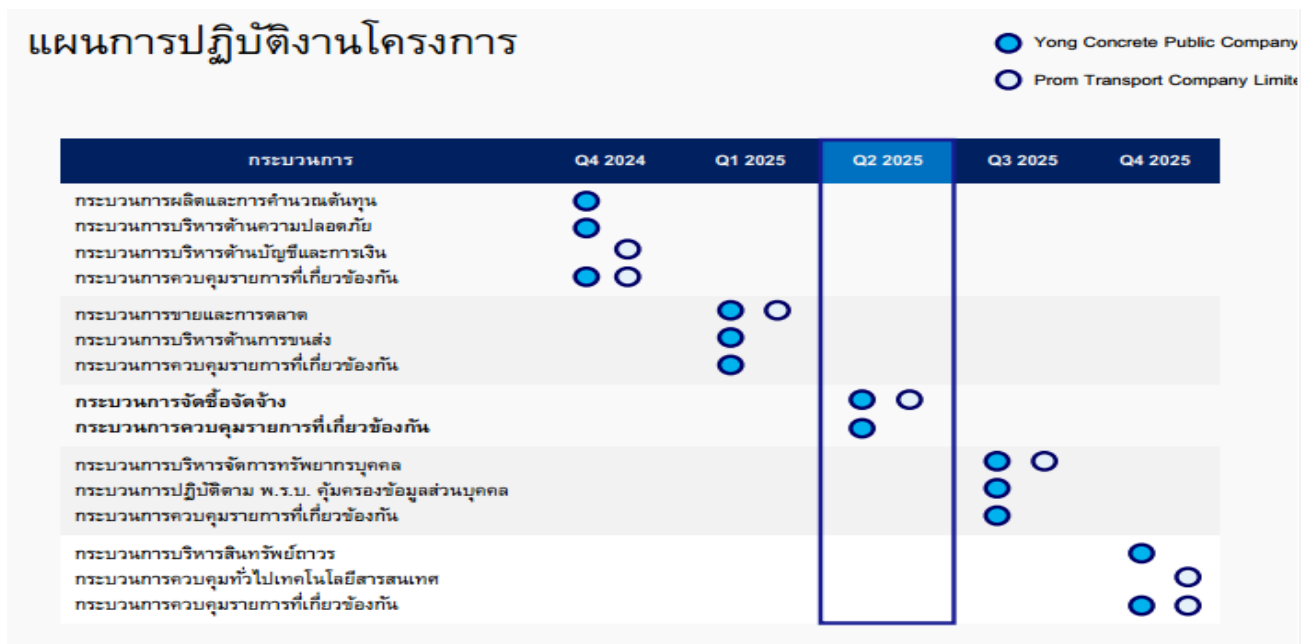 แผนการปฏิบัติงานโครงการ
Yong Concrete Public Company
Prom Transport Company Limite
กระบวนการ Q4 2024 Q1 2025 Q2 2025 Q3 2025 Q4 2025
กระบวนการผลิตและการคำนวณต้นทุน
กระบวนการบริหารด้านความปลอดภัย
กระบวนการบริหารด้านบัญชีและการเงิน
กระบวนการควบคุมรายการที่เกี่ยวข้องกัน
กระบวนการขายและการตลาด
กระบวนการบริหารด้านการขนส่ง
กระบวนการควบคุมรายการที่เกี่ยวข้องกัน
กระบวนการจัดซื้อจัดจ้าง
กระบวนการควบคุมรายการที่เกี่ยวข้องกัน
กระบวนการบริหารจัดการทรัพยากรบุคคล
กระบวนการปฏิบัติตาม พ.ร.บ. คุ้มครองข้อมูลส่วนบุคคล
กระบวนการควบคุมรายการที่เกี่ยวข้องกัน
กระบวนการบริหารสินทรัพย์ถาวร
กระบวนการควบคุมทั่วไปเทคโนโลยีสารสนเทศ
กระบวนการควบคุมรายการที่เกี่ยวข้องกัน